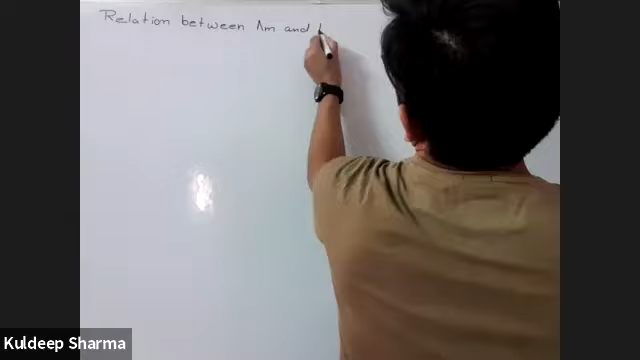 Relation between Λm and
Kuldeep Sharma